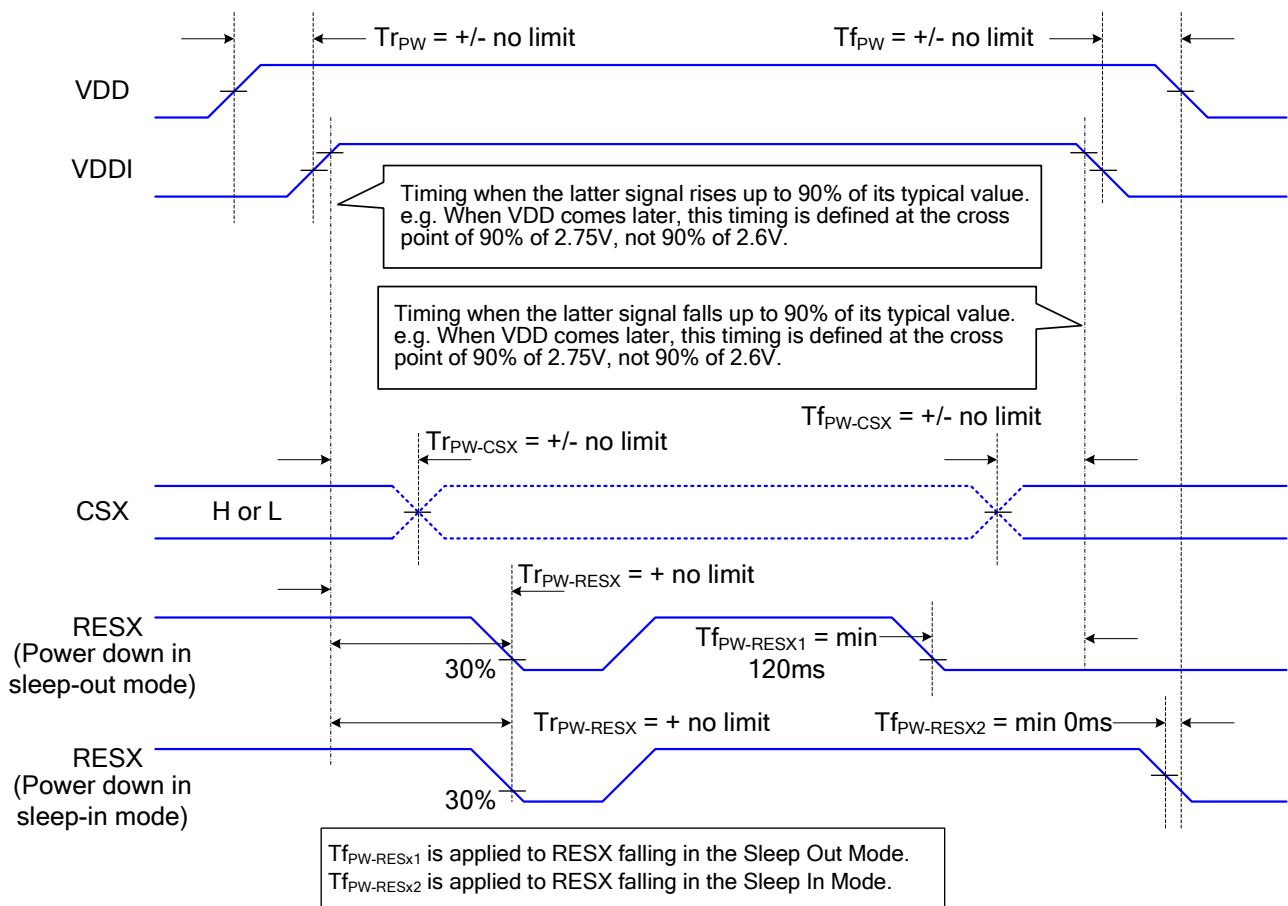 TrPW = +/- no limit
TfPW = +/- no limit
VDD
VDDI
Timing when the latter signal rises up to 90% of its typical value.
e.g. When VDD comes later, this timing is defined at the cross
point of 90% of 2.75V, not 90% of 2.6V.
Timing when the latter signal falls up to 90% of its typical value.
e.g. When VDD comes later, this timing is defined at the cross
point of 90% of 2.75V, not 90% of 2.6V.
TfPW-CSX = +/- no limit
TrPW-CSX = +/- no limit
CSX
H or L
TrPW-RESX = + no limit
RESX
(Power down in
sleep-out mode)
30%
TfPW-RESX1 = min
120ms
TrPW-RESX = + no limit
TfPW-RESX2 = min 0ms
RESX
(Power down in
sleep-in mode)
30%
TfPW-RESx1 is applied to RESX falling in the Sleep Out Mode.
TfPW-RESx2 is applied to RESX falling in the Sleep In Mode.